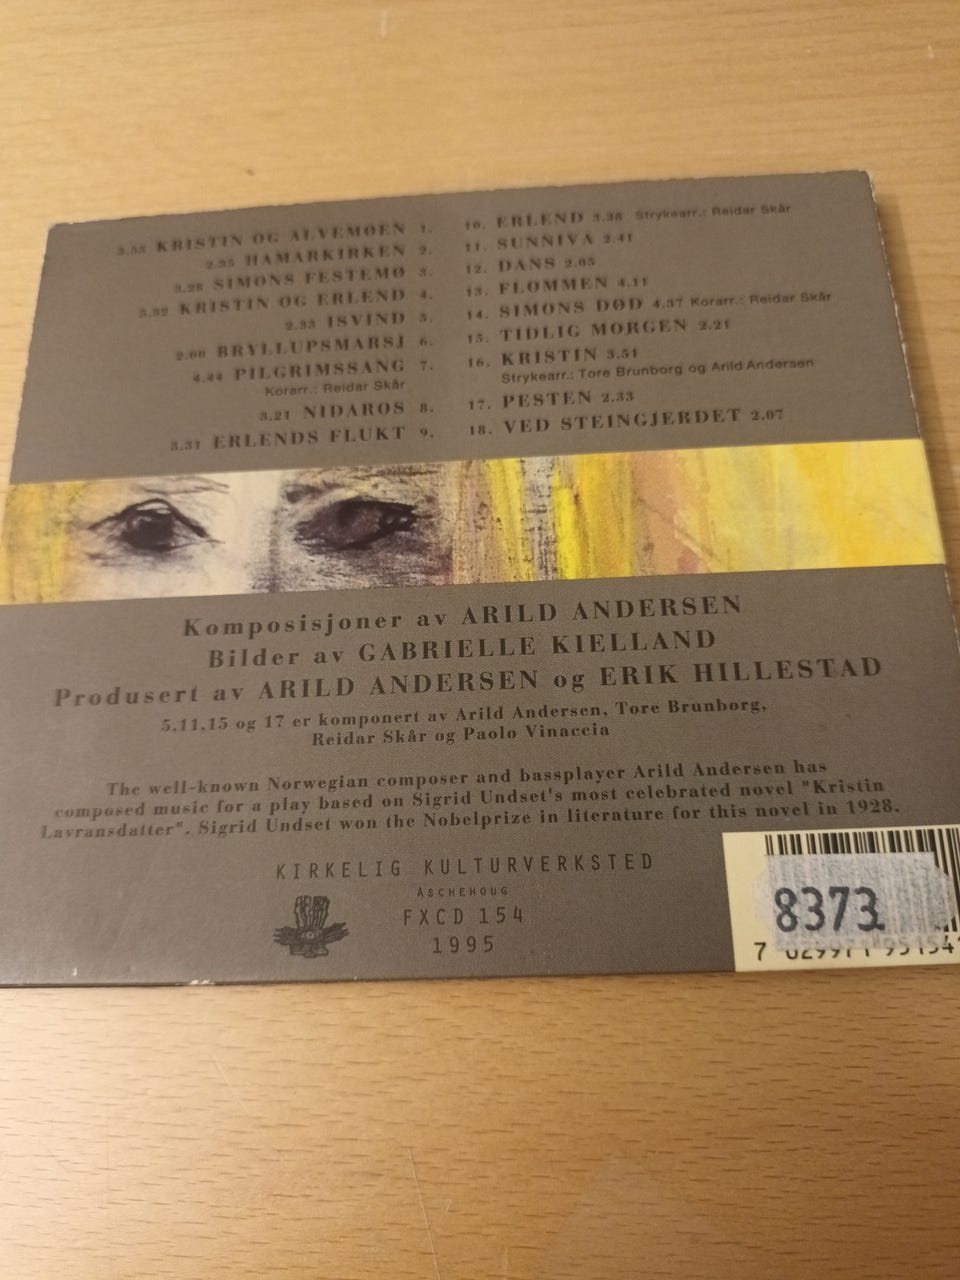 3.53 KRISTIN OG ALVEMØEN 1.
2.35 HAMARKIRKEN 2.
3.28 SIMONS FESTEMØ 3.
3.32 KRISTIN OG ERLEND 4.
2.33 ISVIND 5.
2.00 BRYLLUPSMARSJ 6.
4.44 PILGRIMSSANG 7.
Korarr.: Reidar Skår
3.21 NIDAROS 8.
3.31 ERLENDS FLUKT 9.
10. ERLEND 3.38 Strykearr.: Reidar Skår
11. SUNNIVA 2.41
12. DANS 2.05
13. FLOMMEN 4.11
14. SIMONS DØD 4.37 Korarr.: Reidar Skår
15. TIDLIG MORGEN 2.21
16. KRISTIN 3.51
Strykearr.: Tore Brunborg og Arild Andersen
17. PESTEN 2.33
18. VED STEINGJERDET 2.07
Komposisjoner av ARILD ANDERSEN
Bilder av GABRIELLE KIELLAND
Produsert av ARILD ANDERSEN og ERIK HILLESTAD
5,11,15 og 17 er komponert av Arild Andersen, Tore Brunborg,
Reidar Skår og Paolo Vinaccia
The well-known Norwegian composer and bassplayer Arild Andersen has
composed music for a play based on Sigrid Undset's most celebrated novel "Kristin
Lavransdatter". Sigrid Undset won the Nobelprize in literature for this novel in 1928.
KIRKELIG KULTURVERKSTED
ASCHEHOUG
FXCD 154
1995
8373